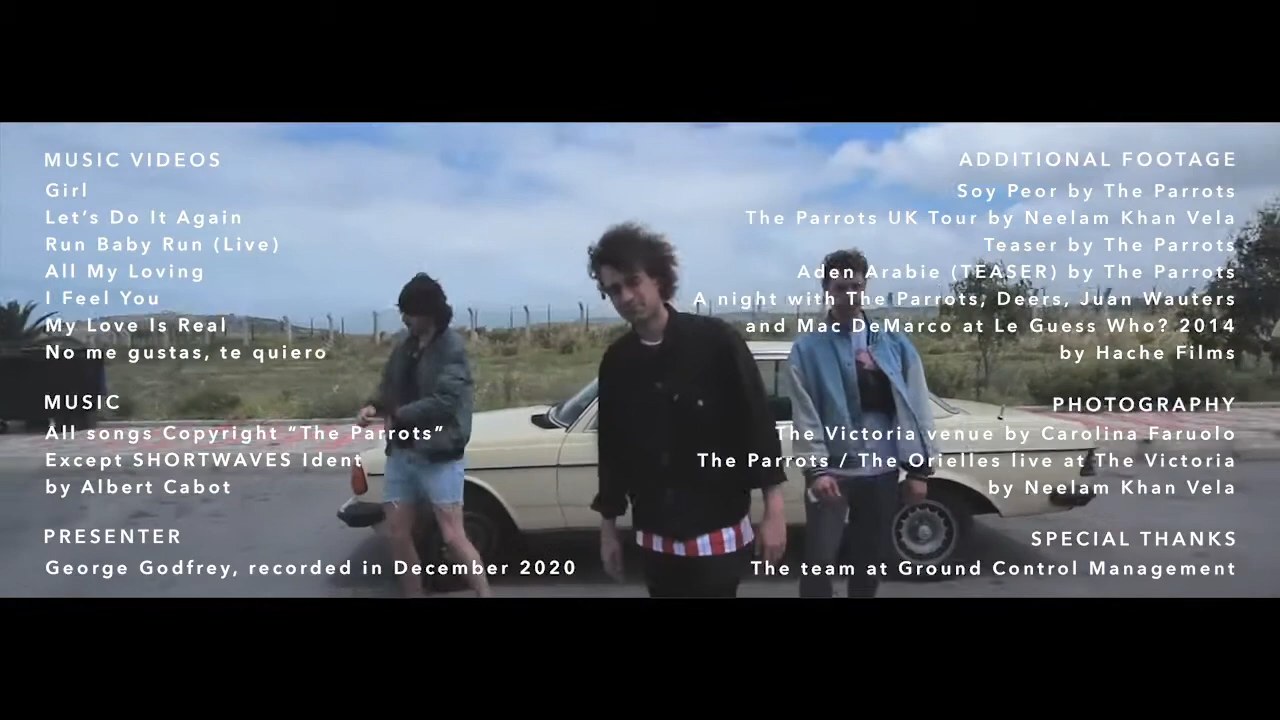 MUSIC VIDEOS
Girl
Let's Do It Again
Run Baby Run (Live)
All My Loving
I Feel You
My Love Is Real
No me gustas, te quiero
MUSIC
All songs Copyright “The Parrots”
Except SHORTWAVES Ident
by Albert Cabot
PRESENTER
George Godfrey, recorded in December 2020
ADDITIONAL FOOTAGE
Soy Peor by The Parrots
The Parrots UK Tour by Neelam Khan Vela
Teaser by The Parrots
Aden Arabie (TEASER) by The Parrots
A night with The Parrots, Deers, Juan Wauters
and Mac DeMarco at Le Guess Who? 2014
by Hache Films
PHOTOGRAPHY
The Victoria venue by Carolina Faruolo
The Parrots / The Orielles live at The Victoria
by Neelam Khan Vela
SPECIAL THANKS
The team at Ground Control Management